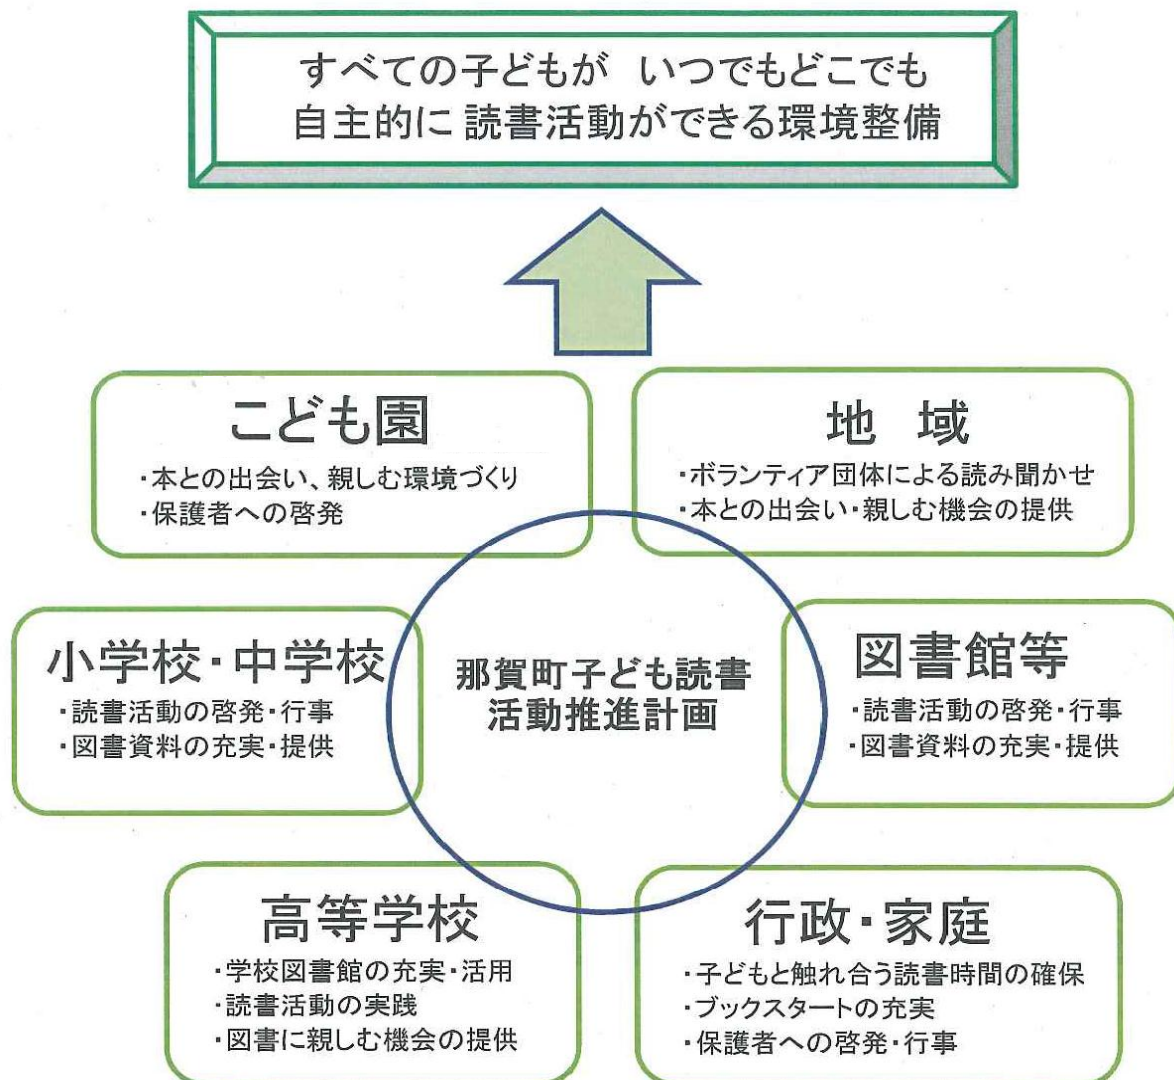 すべての子どもが いつでもどこでも
自主的に 読書活動ができる環境整備
こども園
・本との出会い、親しむ環境づくり
・保護者への啓発
地 域
・ボランティア団体による読み聞かせ
・本との出会い・親しむ機会の提供
小学校・中学校
・読書活動の啓発・行事
・図書資料の充実・提供
那賀町子ども読書
活動推進計画
図書館等
・読書活動の啓発・行事
・図書資料の充実・提供
高等学校
・学校図書館の充実・活用
・読書活動の実践
・図書に親しむ機会の提供
行政・家庭
・子どもと触れ合う読書時間の確保
・ブックスタートの充実
・保護者への啓発・行事